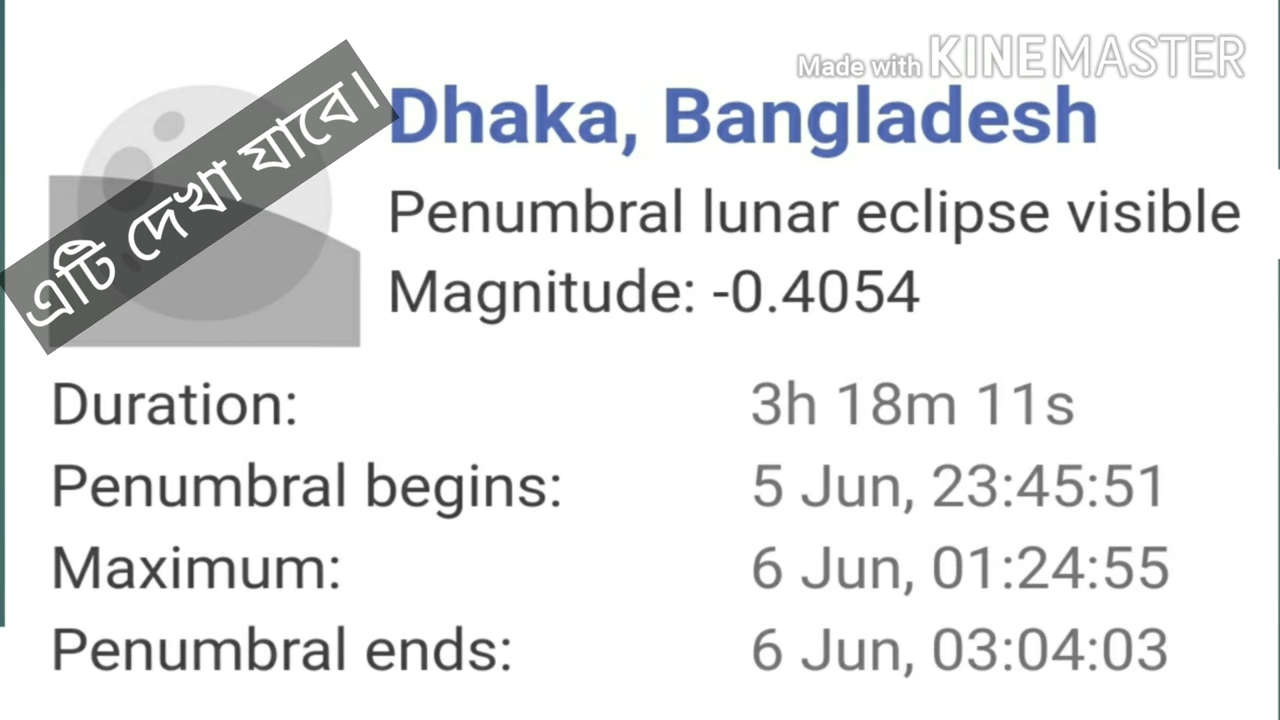 Made with KINEMASTER
এটি দেখা যাবে।
Dhaka, Bangladesh
Penumbral lunar eclipse visible
Magnitude: -0.4054
Duration: 3h 18m 11s
Penumbral begins: 5 Jun, 23:45:51
Maximum: 6 Jun, 01:24:55
Penumbral ends: 6 Jun, 03:04:03